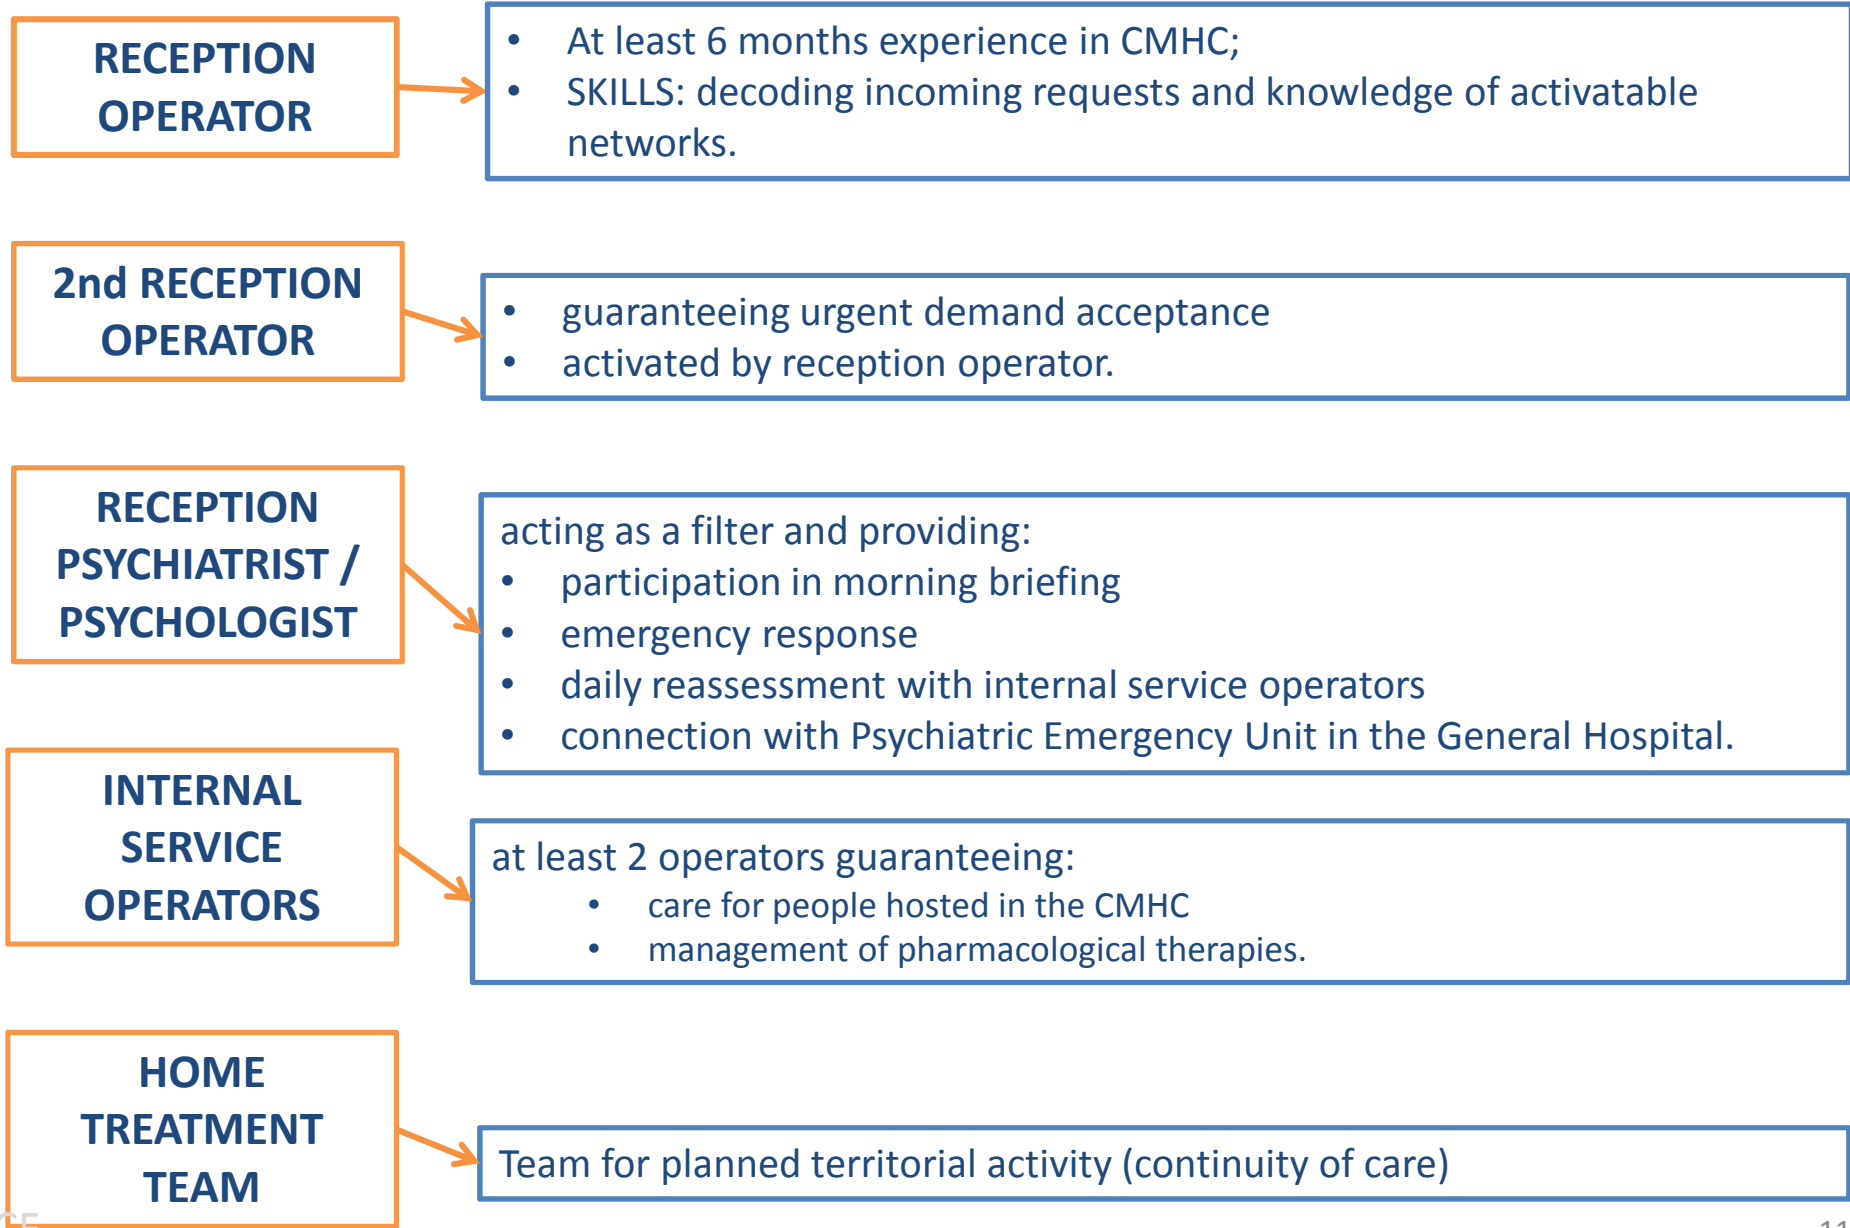 RECEPTION
OPERATOR
• At least 6 months experience in CMHC;
• SKILLS: decoding incoming requests and knowledge of activatable
networks.
2nd RECEPTION
OPERATOR
• guaranteeing urgent demand acceptance
• activated by reception operator.
RECEPTION
PSYCHIATRIST /
PSYCHOLOGIST
acting as a filter and providing:
• participation in morning briefing
• emergency response
• daily reassessment with internal service operators
• connection with Psychiatric Emergency Unit in the General Hospital.
INTERNAL
SERVICE
OPERATORS
at least 2 operators guaranteeing:
• care for people hosted in the CMHC
• management of pharmacological therapies.
HOME
TREATMENT
TEAM
Team for planned territorial activity (continuity of care)
11